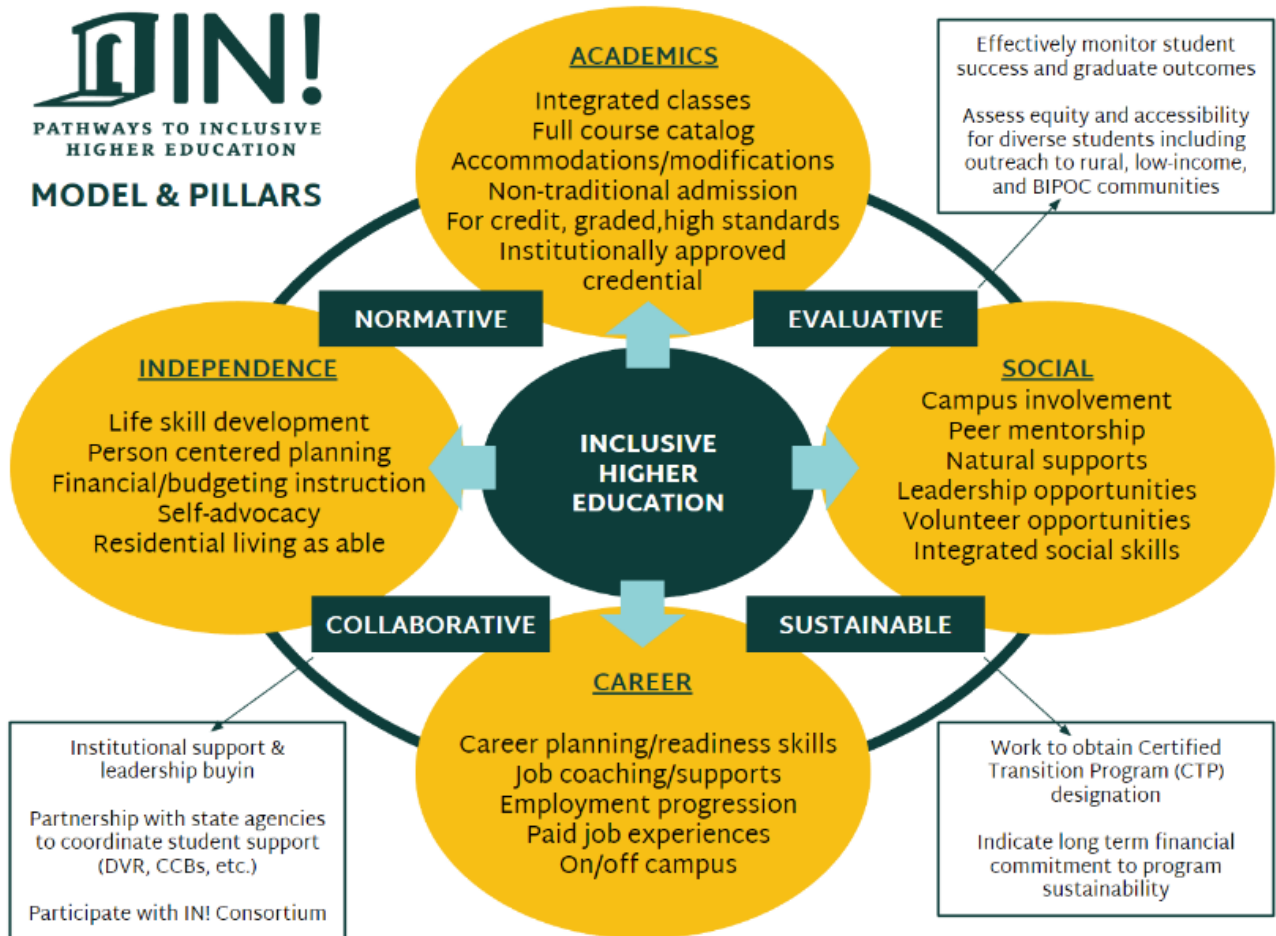 IN!
PATHWAYS TO INCLUSIVE
HIGHER EDUCATION
MODEL & PILLARS
ACADEMICS
Integrated classes
Full course catalog
Accommodations/modifications
Non-traditional admission
For credit, graded,high standards
Institutionally approved
credential
Effectively monitor student
success and graduate outcomes
Assess equity and accessibility
for diverse students including
outreach to rural, low-income,
and BIPOC communities
NORMATIVE
EVALUATIVE
INDEPENDENCE
Life skill development
Person centered planning
Financial/budgeting instruction
Self-advocacy
Residential living as able
INCLUSIVE
HIGHER
EDUCATION
SOCIAL
Campus involvement
Peer mentorship
Natural supports
Leadership opportunities
Volunteer opportunities
Integrated social skills
COLLABORATIVE
SUSTAINABLE
CAREER
Career planning/readiness skills
Job coaching/supports
Employment progression
Paid job experiences
On/off campus
Institutional support &
leadership buyin
Partnership with state agencies
to coordinate student support
(DVR, CCBs, etc.)
Participate with IN! Consortium
Work to obtain Certified
Transition Program (CTP)
designation
Indicate long term financial
commitment to program
sustainability